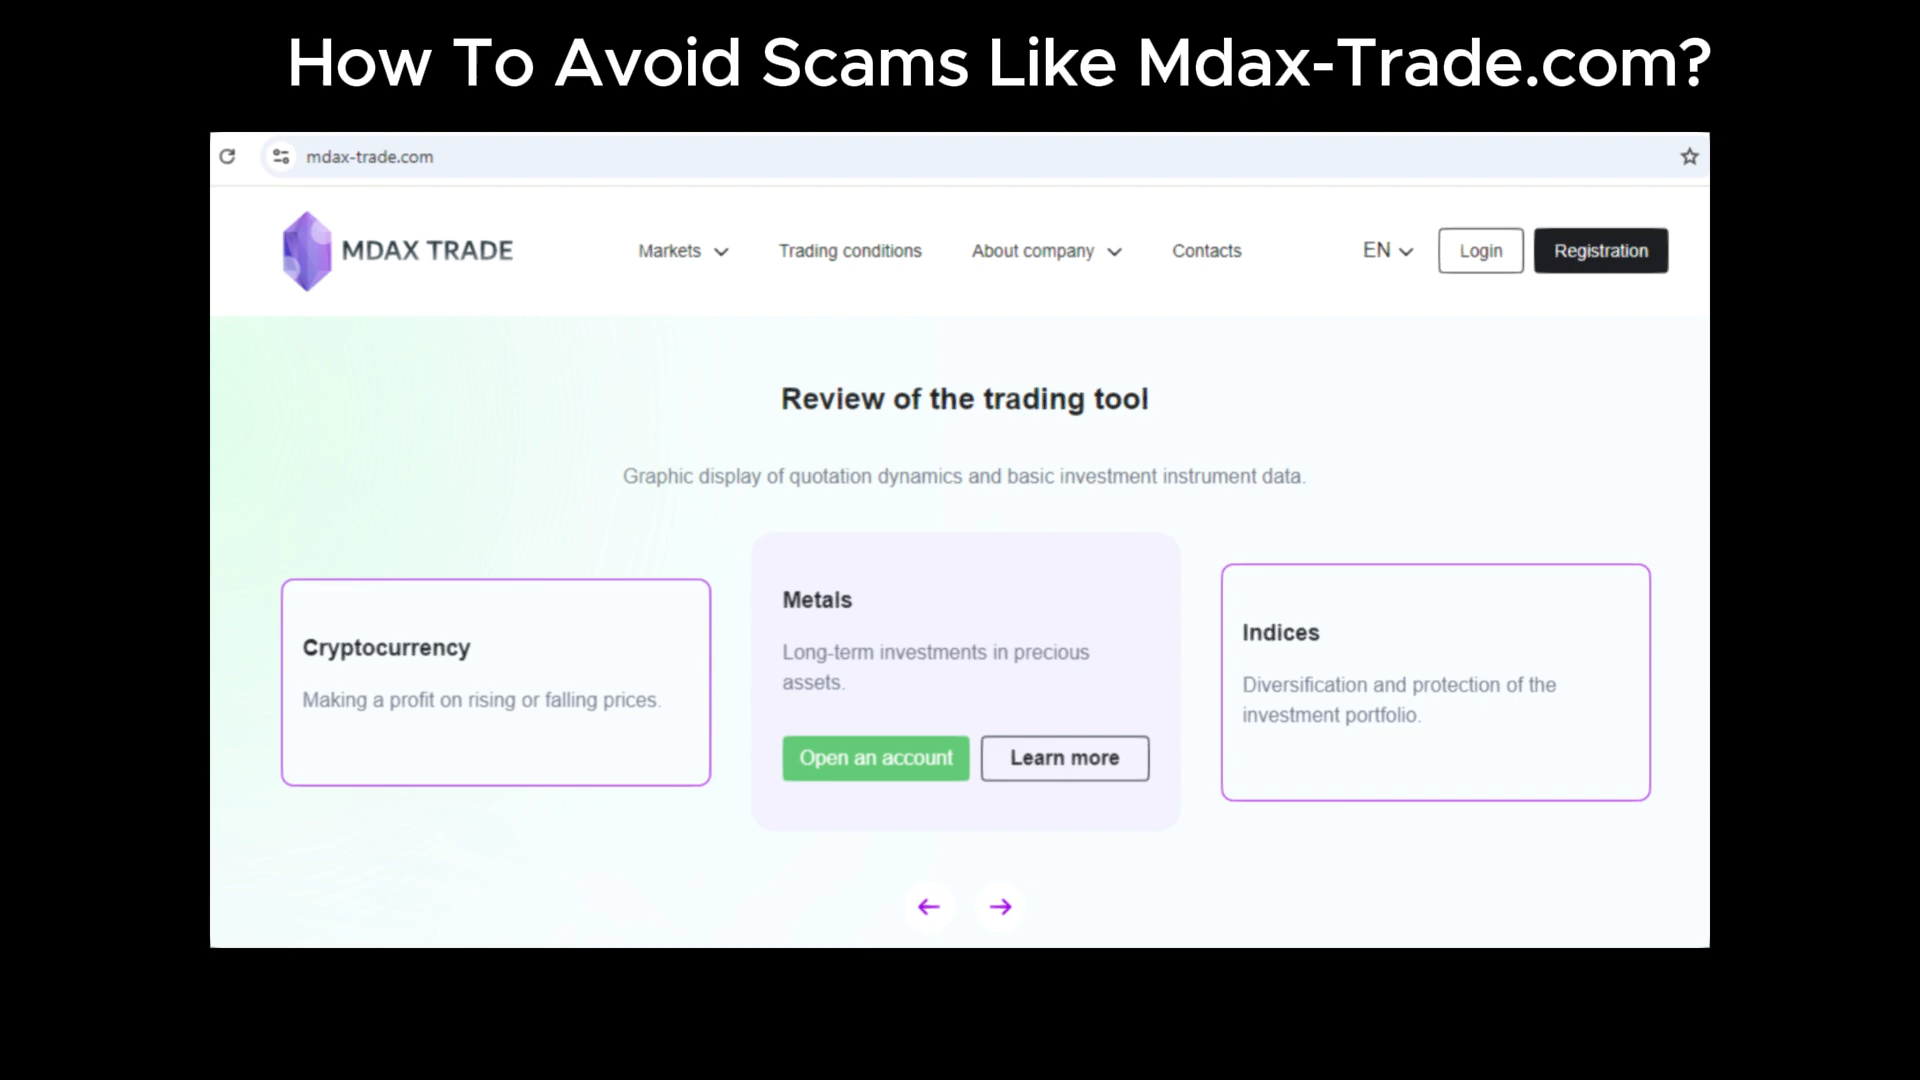 How To Avoid Scams Like Mdax-Trade.com?
mdax-trade.com
MDAX TRADE
Markets
Trading conditions
About company
Contacts
EN
Login
Registration
Review of the trading tool
Graphic display of quotation dynamics and basic investment instrument data.
Cryptocurrency
Making a profit on rising or falling prices.
Metals
Long-term investments in precious
assets.
Open an account
Learn more
Indices
Diversification and protection of the
investment portfolio.